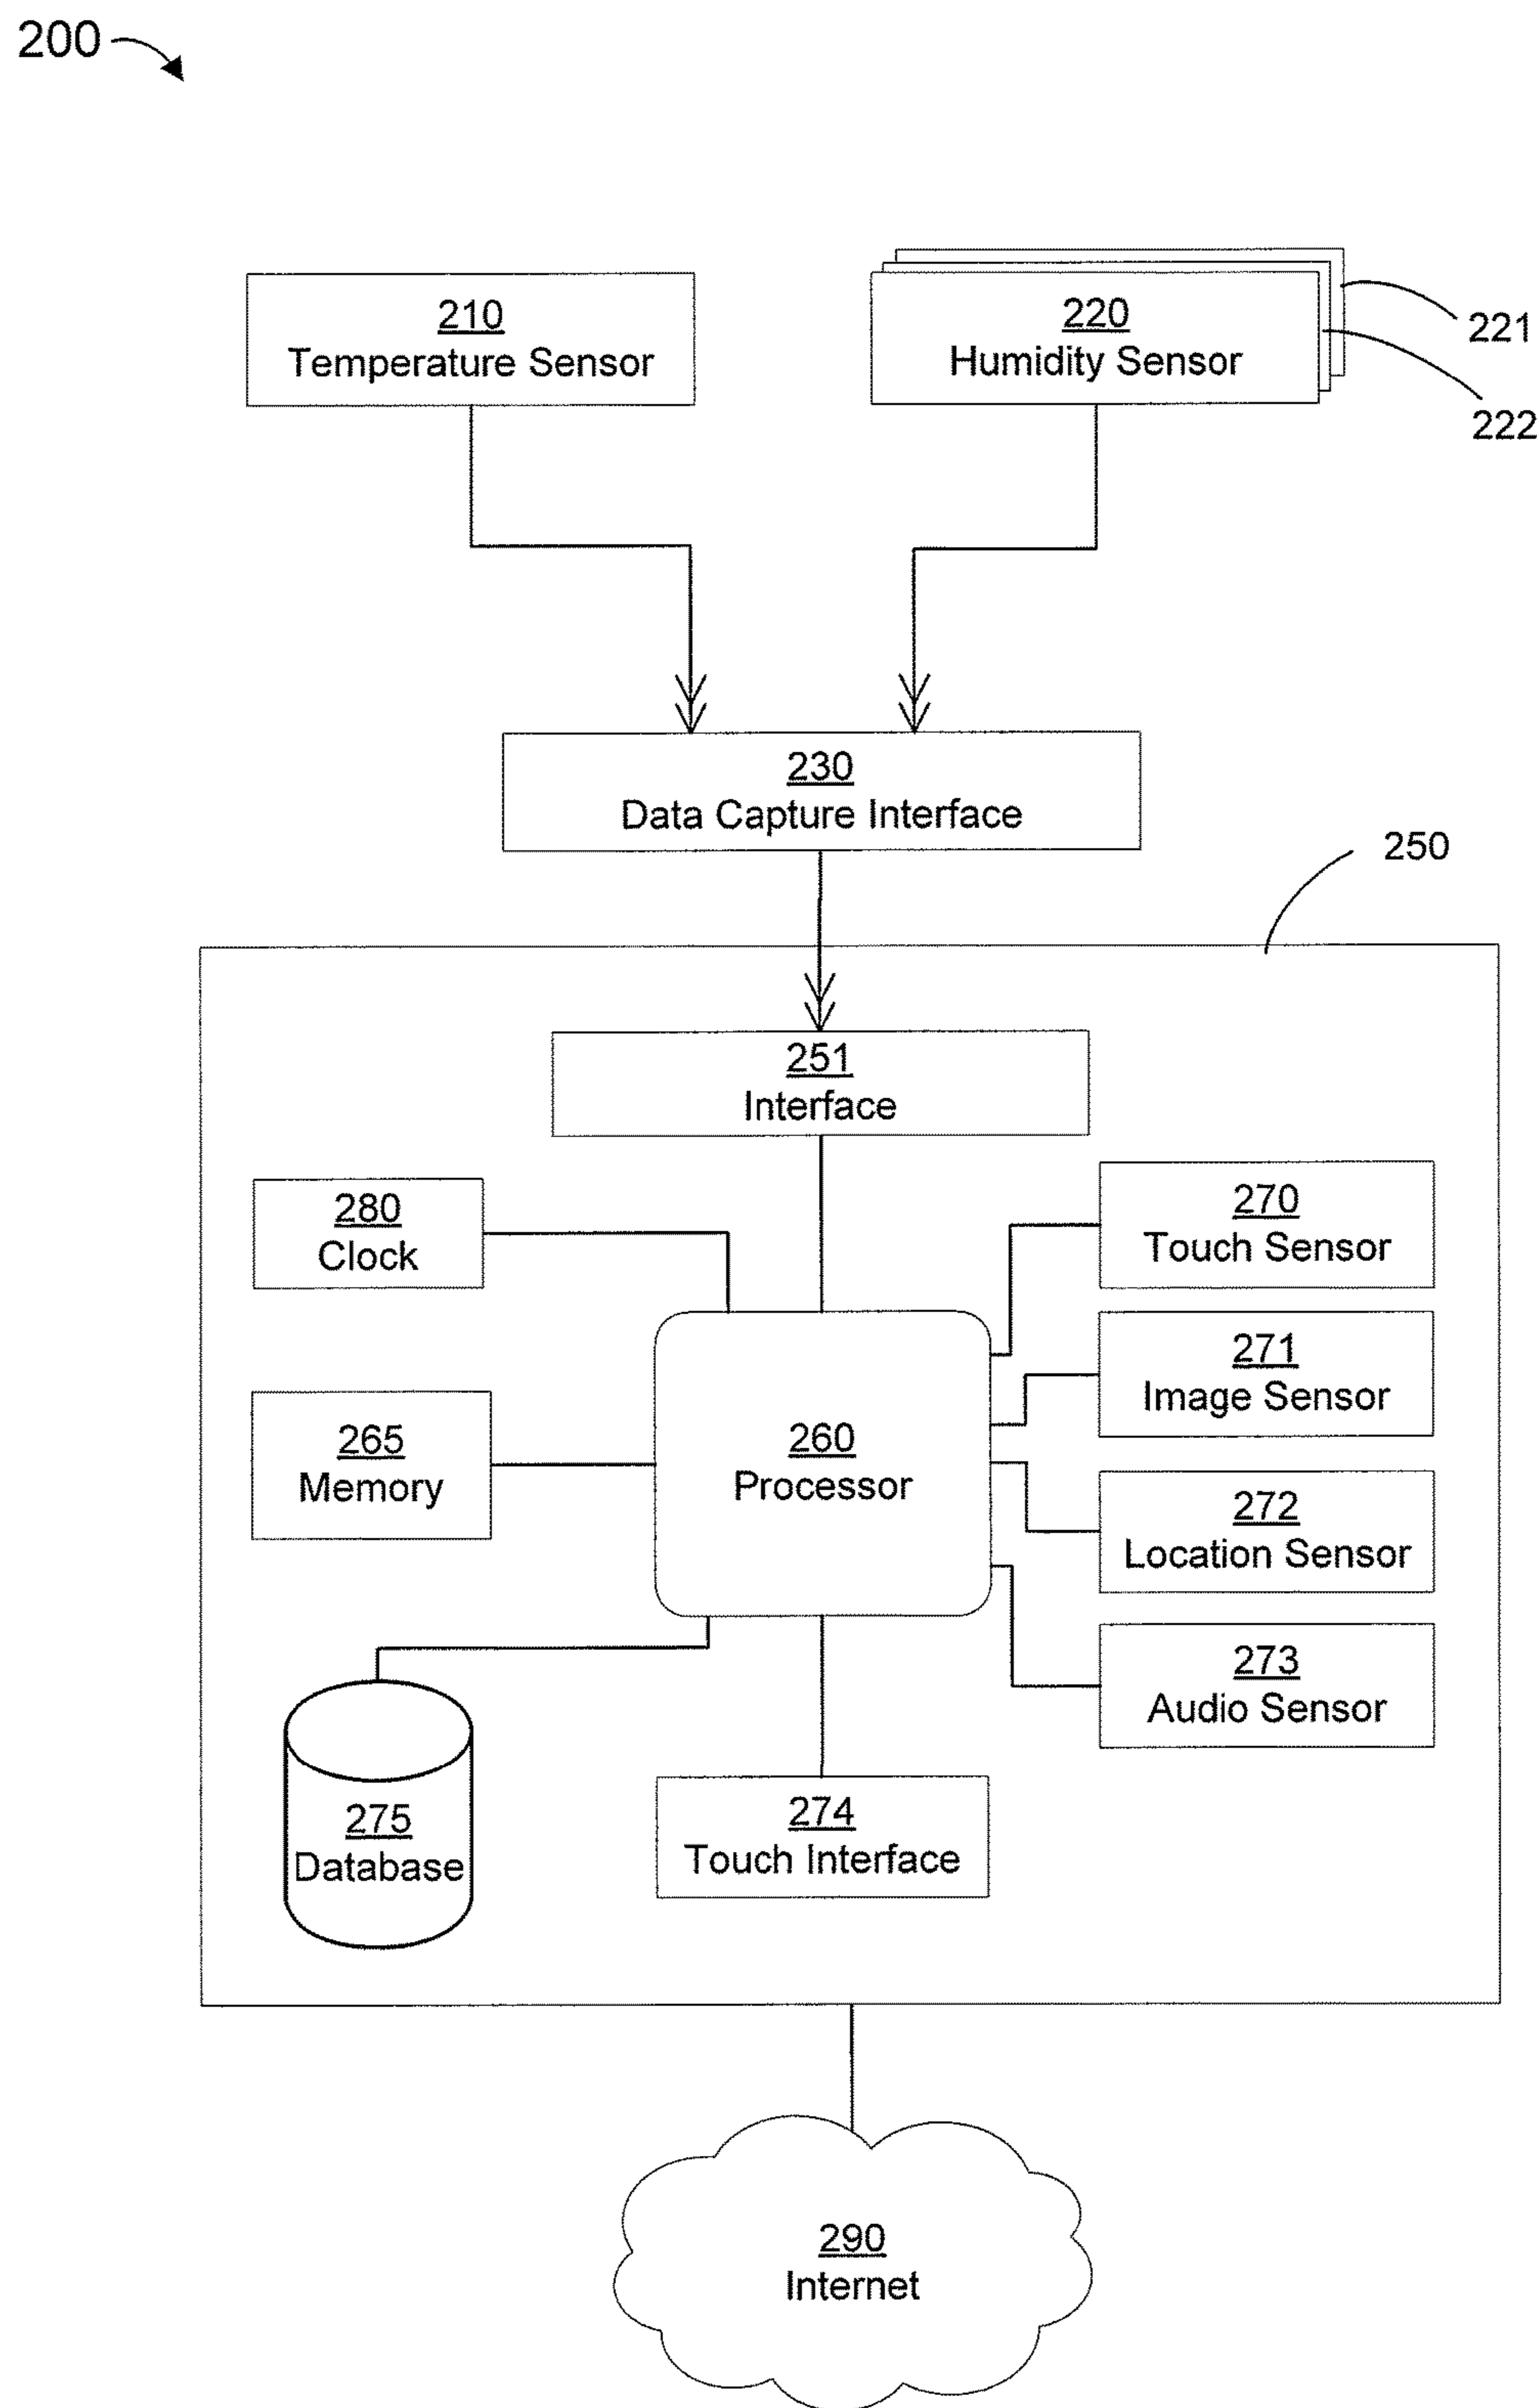 200
210
Temperature Sensor
220
Humidity Sensor
221
222
230
Data Capture Interface
250
251
Interface
280
Clock
270
Touch Sensor
271
Image Sensor
265
Memory
260
Processor
272
Location Sensor
273
Audio Sensor
275
Database
274
Touch Interface
290
Internet